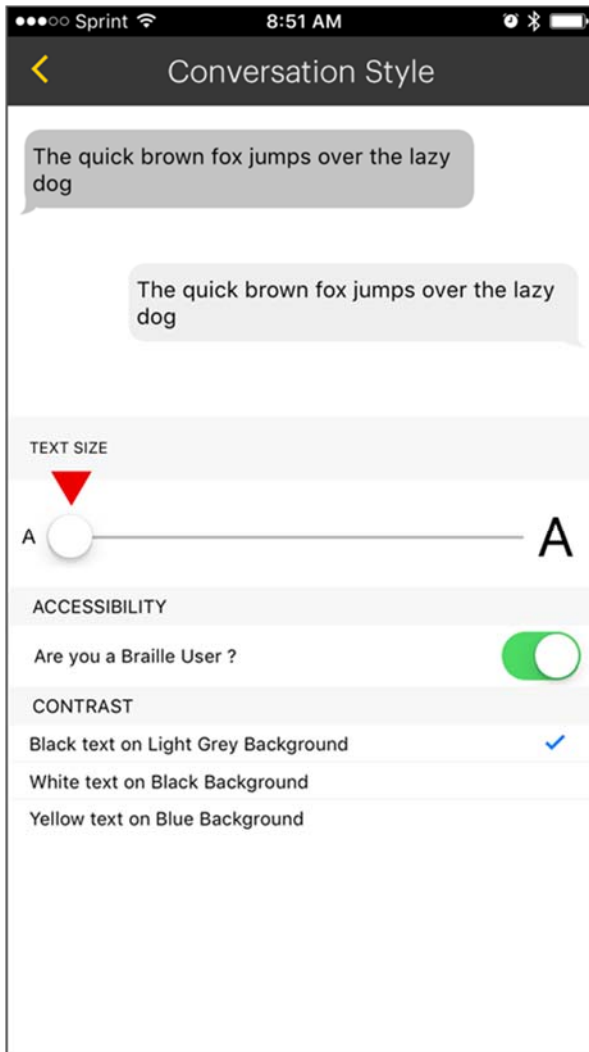 Sprint 8:51 AM
Conversation Style
The quick brown fox jumps over the lazy
dog
The quick brown fox jumps over the lazy
dog
TEXT SIZE
A A
ACCESSIBILITY
Are you a Braille User ?
CONTRAST
Black text on Light Grey Background
White text on Black Background
Yellow text on Blue Background